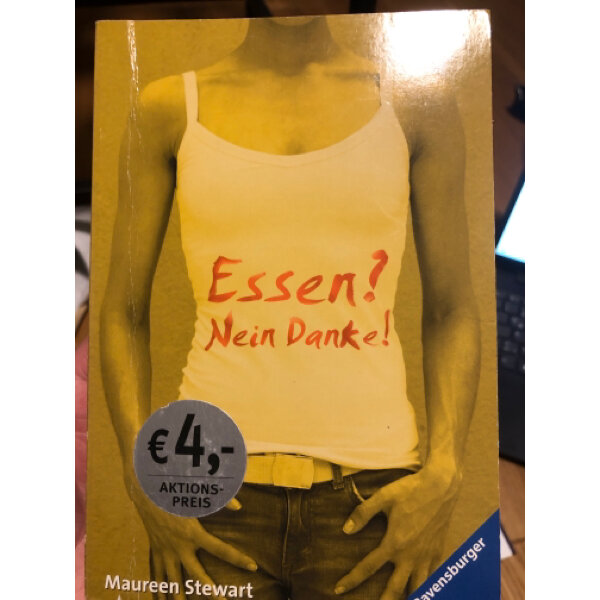 Essen?
Nein Danke!
€4,-
AKTIONS-
PREIS
Maureen Stewart
Ravensburger